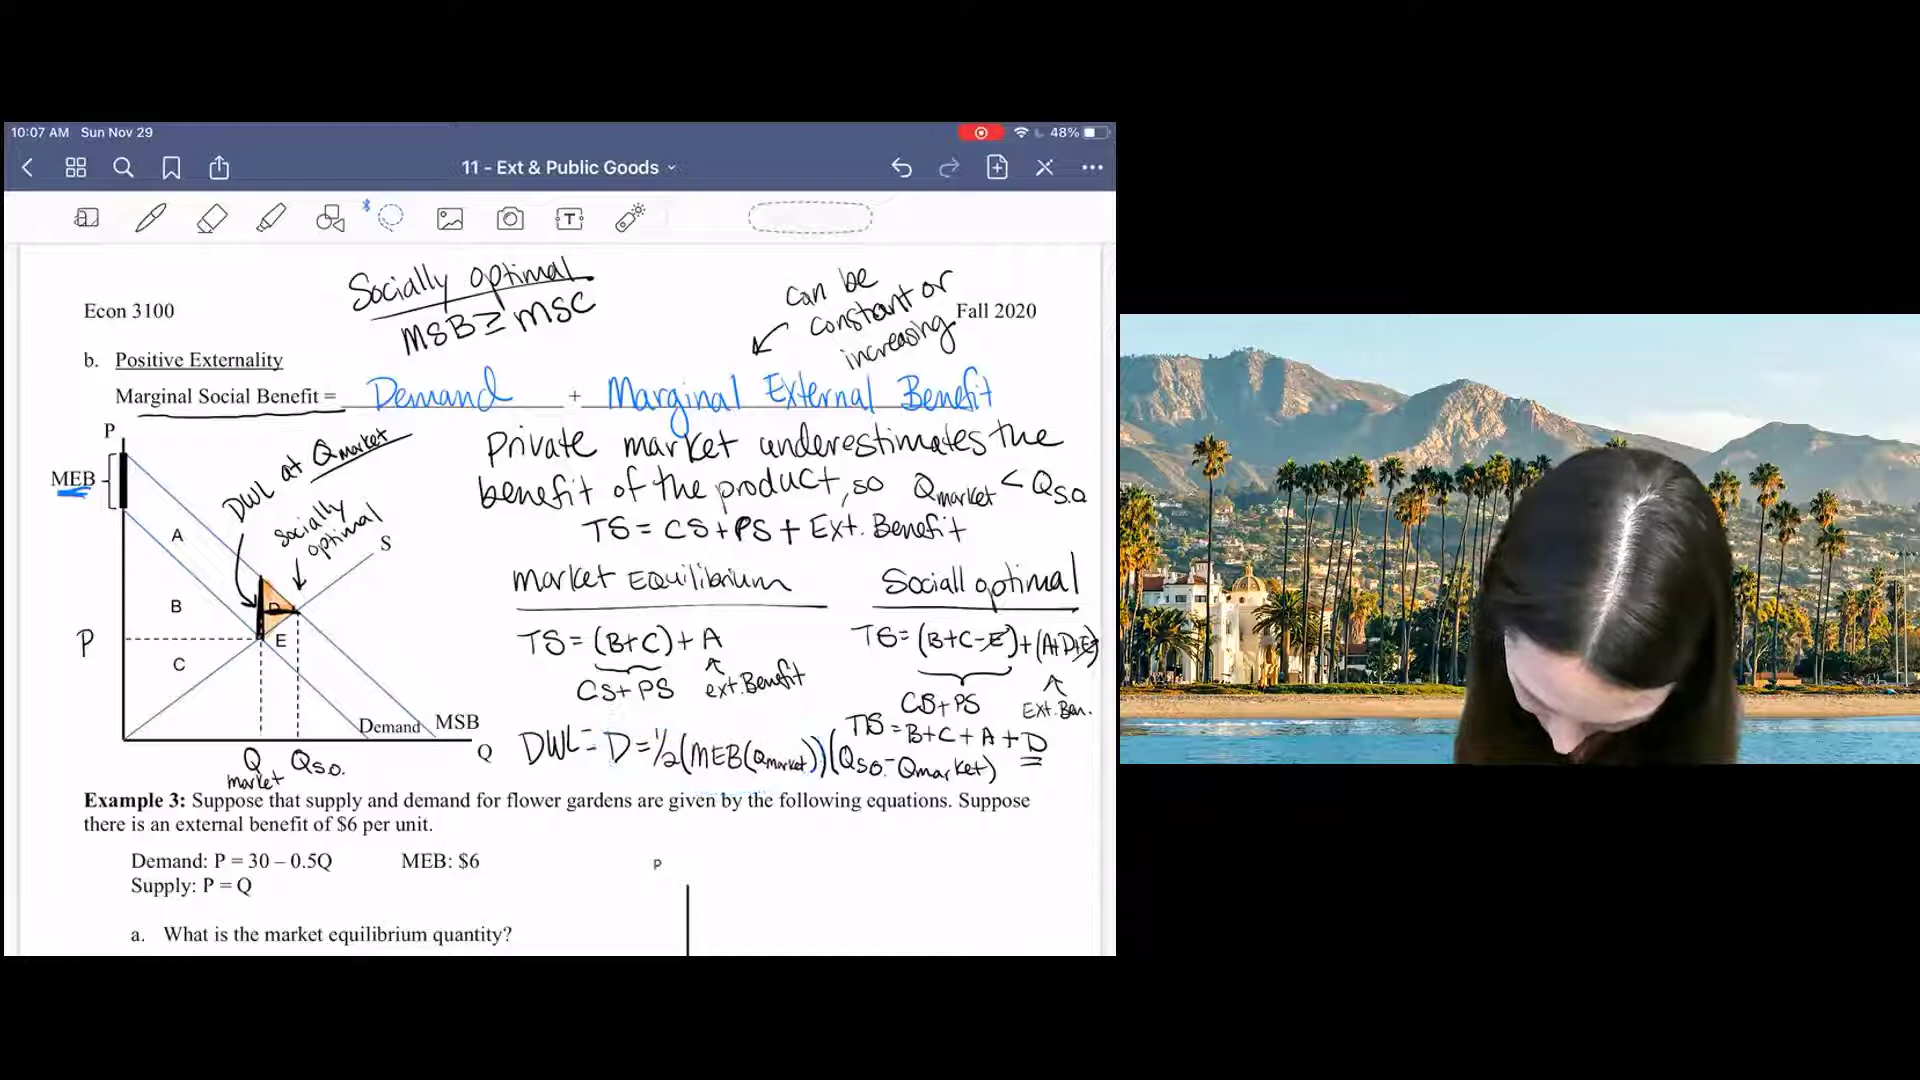 10:07 AM Sun Nov 29
48%
11 - Ext & Public Goods
T
Econ 3100
Fall 2020
Socially optimal
MSB ≥ MSC
can be
constant or
increasing
b. Positive Externality
Marginal Social Benefit = Demand + Marginal External Benefit
P
MEB
DWL at Qmarket
Socially
optimal
S
A
B
C
D
E
P
Demand
MSB
Q
Q
market
QS.O.
Private market underestimates the
benefit of the product, so Qmarket < QS.O.
TS = CS + PS + Ext. Benefit
market Equilibrium
TS = (B+C) + A
CS + PS
ext. Benefit
Sociall optimal
TS = (B+C-E) + (A+D+E)
CS + PS
Ext. Ben.
TS = B+C+A+D
DWL = D = 1/2 (MEB(Qmarket)) (QS.O. - Qmarket)
Example 3: Suppose that supply and demand for flower gardens are given by the following equations. Suppose
there is an external benefit of $6 per unit.
Demand: P = 30 – 0.5Q MEB: $6
Supply: P = Q
P
a. What is the market equilibrium quantity?